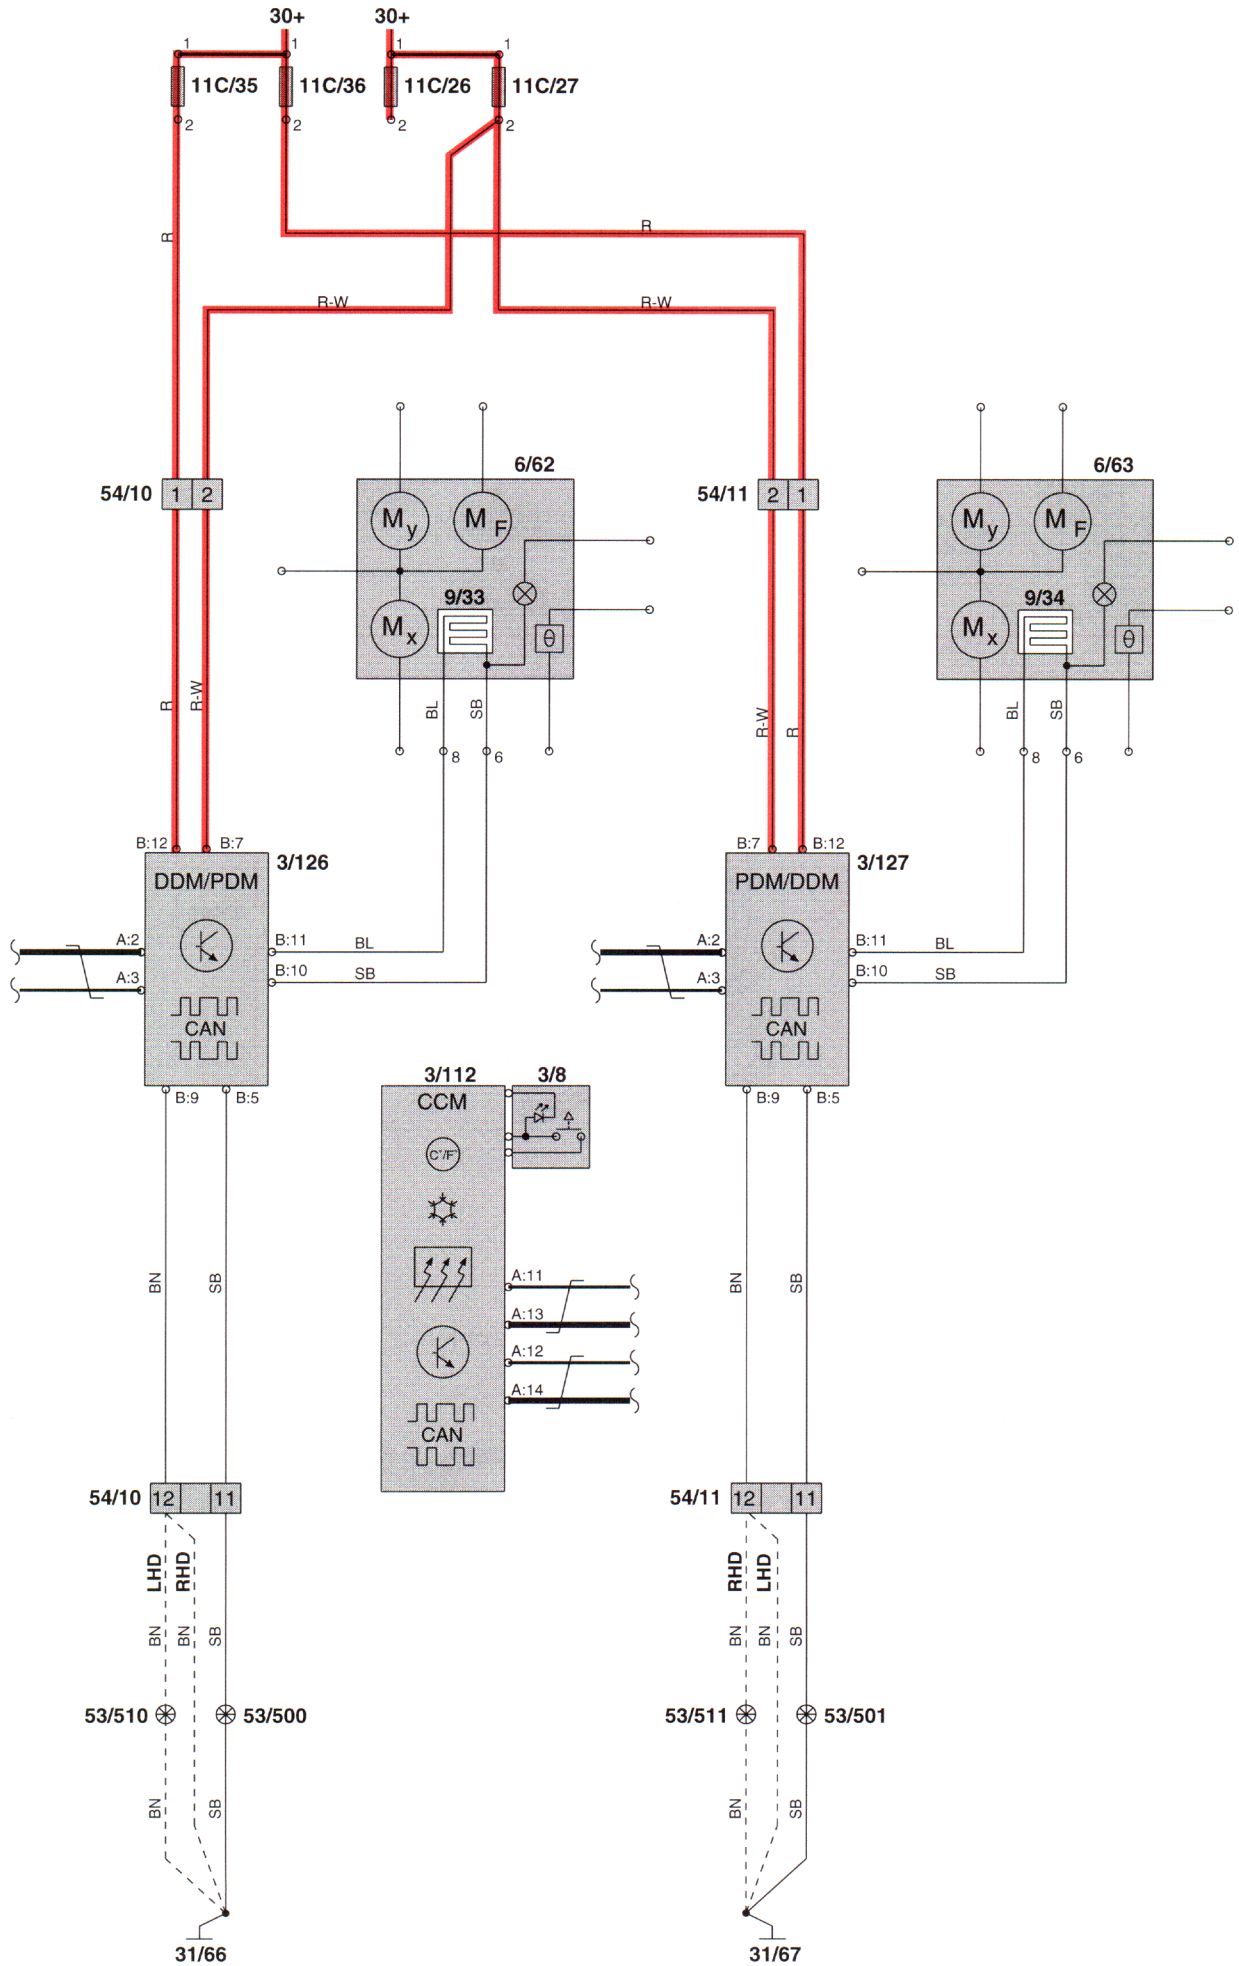 30+ 30+
1 1 1 1
11C/35 11C/36 11C/26 11C/27
2 2 2 2
R R
R-W R-W
6/62 6/63
54/10 1 2 54/11 2 1
My MF My MF
9/33 9/34
Mx θ Mx θ
R R-W BL SB R-W R BL SB
8 6 8 6
B:12 B:7 B:7 B:12
3/126 3/127
DDM/PDM PDM/DDM
A:2 B:11 BL A:2 B:11 BL
A:3 B:10 SB A:3 B:10 SB
CAN CAN
3/112 3/8
B:9 B:5 CCM B:9 B:5
C°/F°
BN SB A:11 BN SB
A:13
A:12
A:14
CAN
54/10 12 11 54/11 12 11
LHD RHD RHD LHD
BN BN SB BN BN SB
53/510 53/500 53/511 53/501
BN SB BN SB
31/66 31/67